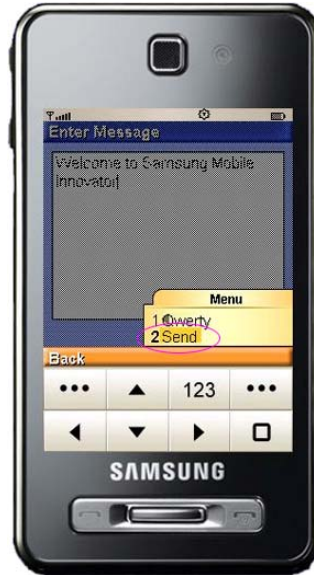 Enter Message
Welcome to Samsung Mobile
Innovator
Menu
1 Qwerty
2 Send
Back
123
SAMSUNG